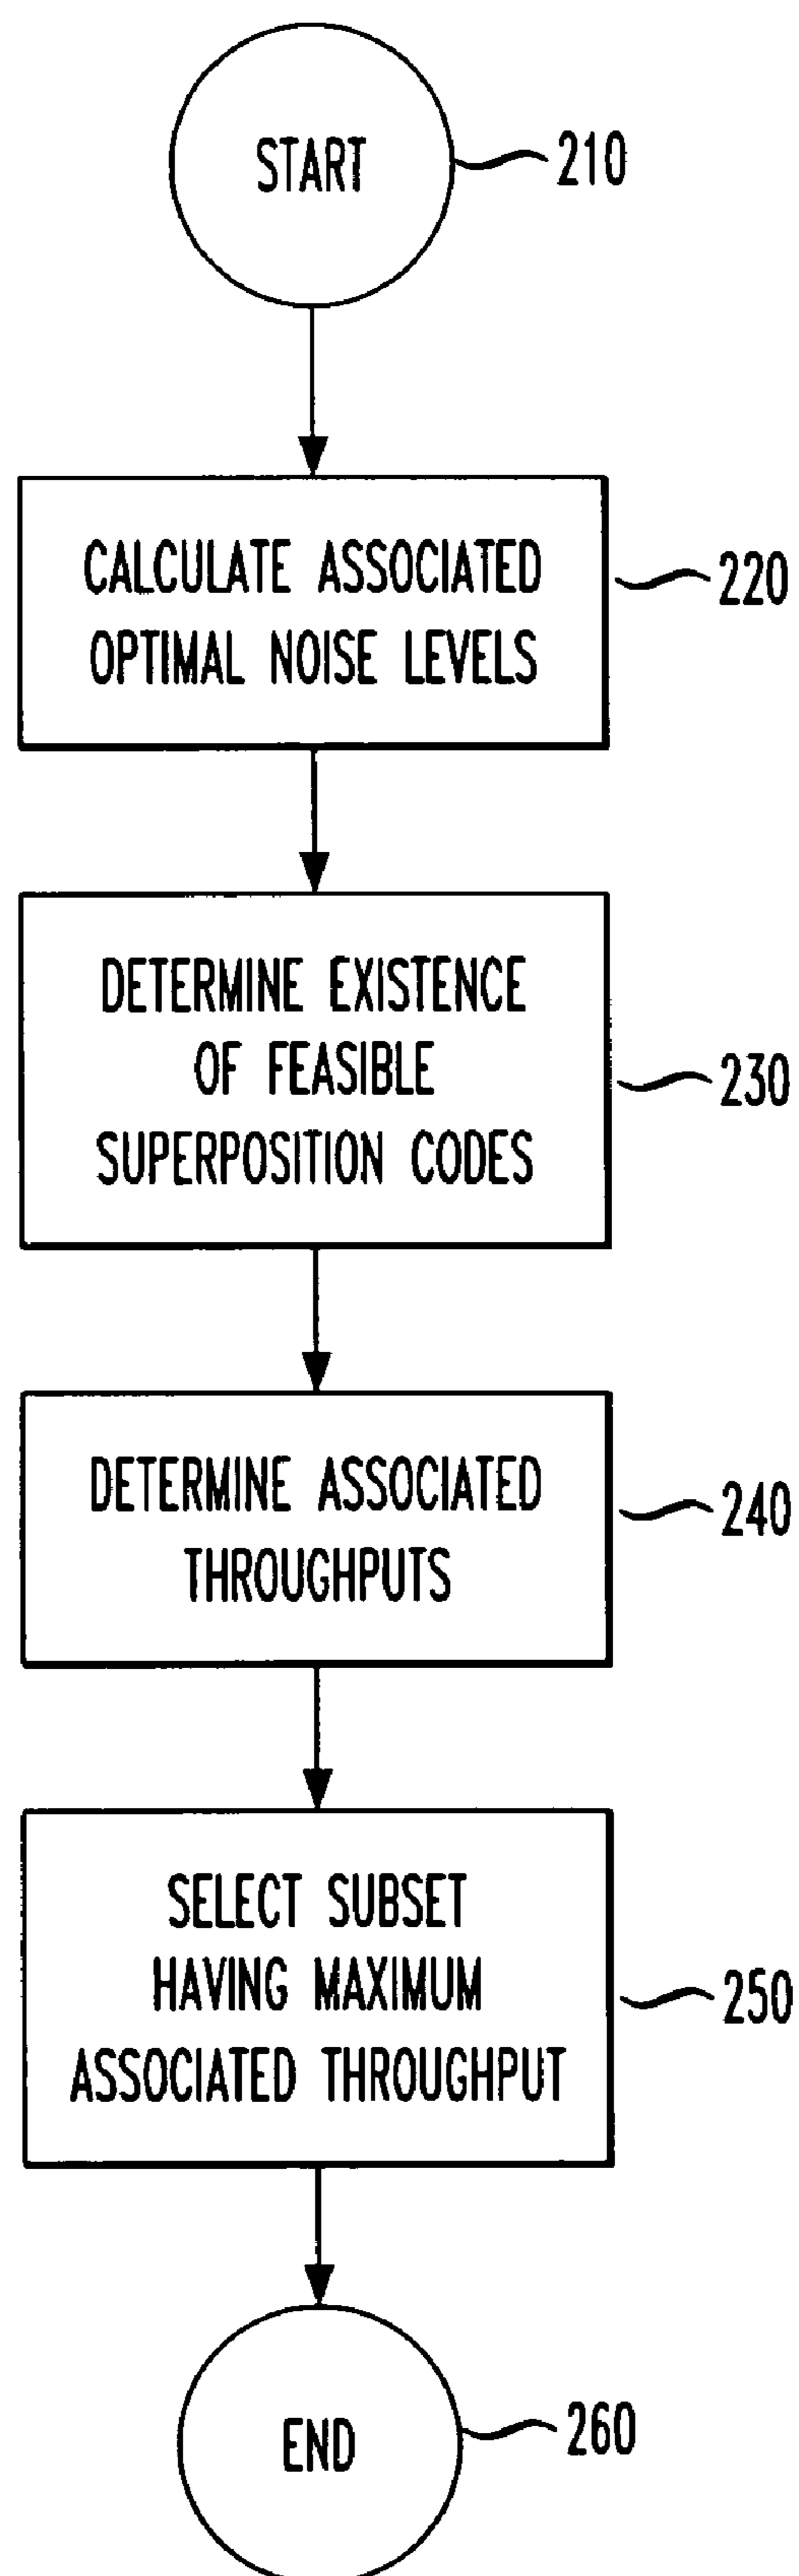 START
210
CALCULATE ASSOCIATED
OPTIMAL NOISE LEVELS
220
DETERMINE EXISTENCE
OF FEASIBLE
SUPERPOSITION CODES
230
DETERMINE ASSOCIATED
THROUGHPUTS
240
SELECT SUBSET
HAVING MAXIMUM
ASSOCIATED THROUGHPUT
250
END
260